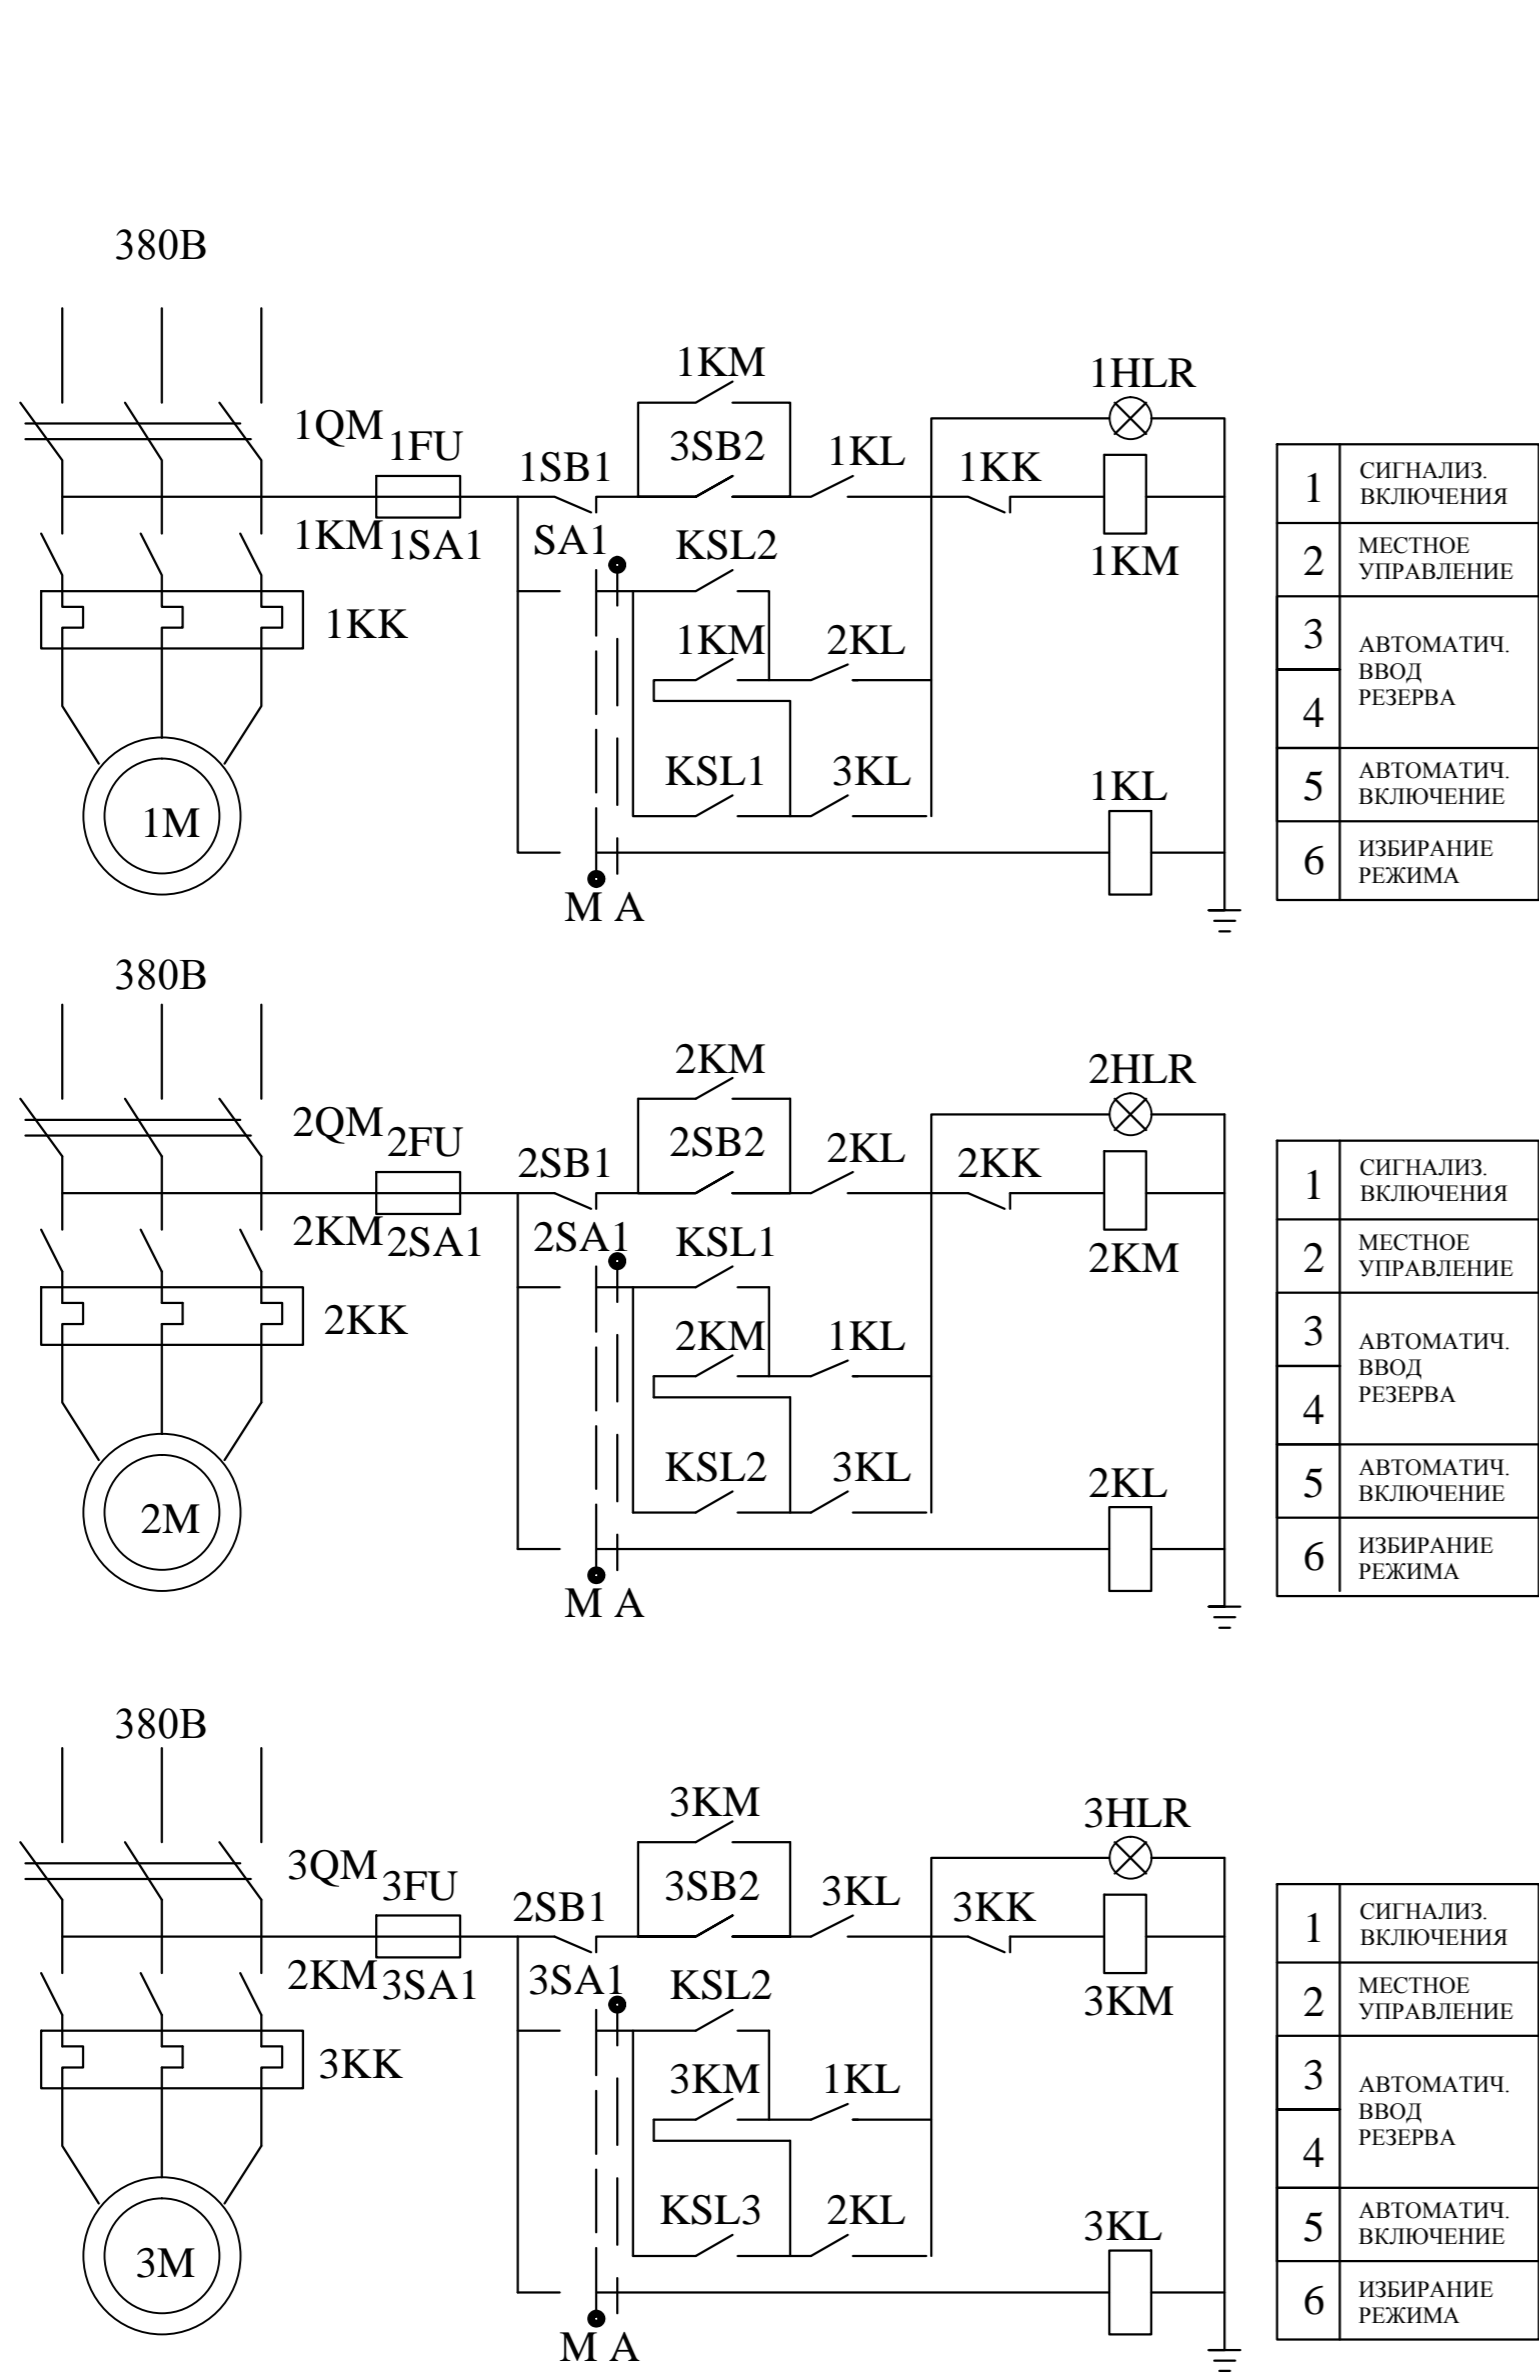 380В
1KM
1HLR
1QM
1FU
1SB1
3SB2
1KL
1KK
1KM
1SA1
SA1
KSL2
1KM
1KK
1KM
2KL
KSL1
3KL
1KL
1M
М А
1
СИГНАЛИЗ.
ВКЛЮЧЕНИЯ
2
МЕСТНОЕ
УПРАВЛЕНИЕ
3
4
АВТОМАТИЧ.
ВВОД
РЕЗЕРВА
5
АВТОМАТИЧ.
ВКЛЮЧЕНИЕ
6
ИЗБИРАНИЕ
РЕЖИМА
380В
2KM
2HLR
2QM
2FU
2SB1
2SB2
2KL
2KK
2KM
2SA1
2SA1
KSL1
2KM
2KK
2KM
1KL
KSL2
3KL
2KL
2M
М А
1
СИГНАЛИЗ.
ВКЛЮЧЕНИЯ
2
МЕСТНОЕ
УПРАВЛЕНИЕ
3
4
АВТОМАТИЧ.
ВВОД
РЕЗЕРВА
5
АВТОМАТИЧ.
ВКЛЮЧЕНИЕ
6
ИЗБИРАНИЕ
РЕЖИМА
380В
3KM
3HLR
3QM
3FU
2SB1
3SB2
3KL
3KK
2KM
3SA1
3SA1
KSL2
3KM
3KK
3KM
1KL
KSL3
2KL
3KL
3M
М А
1
СИГНАЛИЗ.
ВКЛЮЧЕНИЯ
2
МЕСТНОЕ
УПРАВЛЕНИЕ
3
4
АВТОМАТИЧ.
ВВОД
РЕЗЕРВА
5
АВТОМАТИЧ.
ВКЛЮЧЕНИЕ
6
ИЗБИРАНИЕ
РЕЖИМА